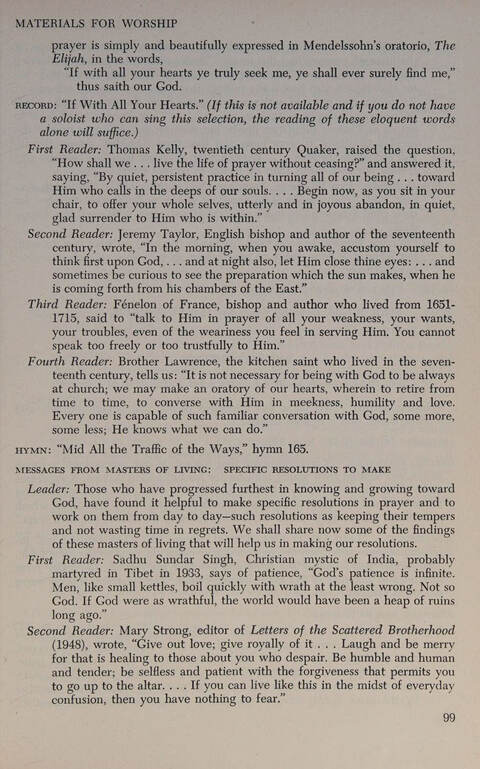 MATERIALS FOR WORSHIP
prayer is simply and beautifully expressed in Mendelssohn's oratorio, The
Elijah, in the words,
"If with all your hearts ye truly seek me, ye shall ever surely find me,"
thus saith our God.
RECORD: "If With All Your Hearts." (If this is not available and if you do not have
a soloist who can sing this selection, the reading of these eloquent words
alone will suffice.)
First Reader: Thomas Kelly, twentieth century Quaker, raised the question,
"How shall we . . . live the life of prayer without ceasing?" and answered it,
saying, "By quiet, persistent practice in turning all of our being . . . toward
Him who calls in the deeps of our souls. . . . Begin now, as you sit in your
chair, to offer your whole selves, utterly and in joyous abandon, in quiet,
glad surrender to Him who is within."
Second Reader: Jeremy Taylor, English bishop and author of the seventeenth
century, wrote, "In the morning, when you awake, accustom yourself to
think first upon God, . . . and at night also, let Him close thine eyes: . . . and
sometimes be curious to see the preparation which the sun makes, when he
is coming forth from his chambers of the East."
Third Reader: Fénelon of France, bishop and author who lived from 1651-
1715, said to "talk to Him in prayer of all your weakness, your wants,
your troubles, even of the weariness you feel in serving Him. You cannot
speak too freely or too trustfully to Him."
Fourth Reader: Brother Lawrence, the kitchen saint who lived in the seven-
teenth century, tells us: "It is not necessary for being with God to be always
at church; we may make an oratory of our hearts, wherein to retire from
time to time, to converse with Him in meekness, humility and love.
Every one is capable of such familiar conversation with God, some more,
some less; He knows what we can do."
HYMN: "Mid All the Traffic of the Ways," hymn 165.
MESSAGES FROM MASTERS OF LIVING: SPECIFIC RESOLUTIONS TO MAKE
Leader: Those who have progressed furthest in knowing and growing toward
God, have found it helpful to make specific resolutions in prayer and to
work on them from day to day—such resolutions as keeping their tempers
and not wasting time in regrets. We shall share now some of the findings
of these masters of living that will help us in making our resolutions.
First Reader: Sadhu Sundar Singh, Christian mystic of India, probably
martyred in Tibet in 1933, says of patience, "God's patience is infinite.
Men, like small kettles, boil quickly with wrath at the least wrong. Not so
God. If God were as wrathful, the world would have been a heap of ruins
long ago."
Second Reader: Mary Strong, editor of Letters of the Scattered Brotherhood
(1948), wrote, "Give out love; give royally of it . . . Laugh and be merry
for that is healing to those about you who despair. Be humble and human
and tender; be selfless and patient with the forgiveness that permits you
to go up to the altar. . . . If you can live like this in the midst of everyday
confusion, then you have nothing to fear."
99